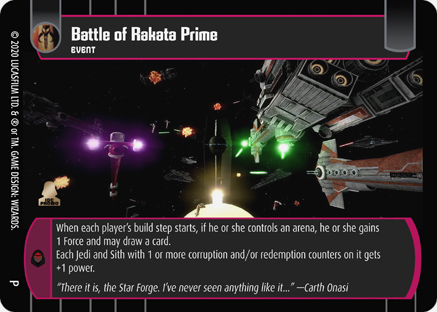 Battle of Rakata Prime
EVENT
© 2020 LUCASFILM LTD. & ® or TM. GAME DESIGN: WIZARDS.
P
When each player's build step starts, if he or she controls an arena, he or she gains
1 Force and may draw a card.
Each Jedi and Sith with 1 or more corruption and/or redemption counters on it gets
+1 power.
"There it is, the Star Forge. I've never seen anything like it..." —Carth Onasi